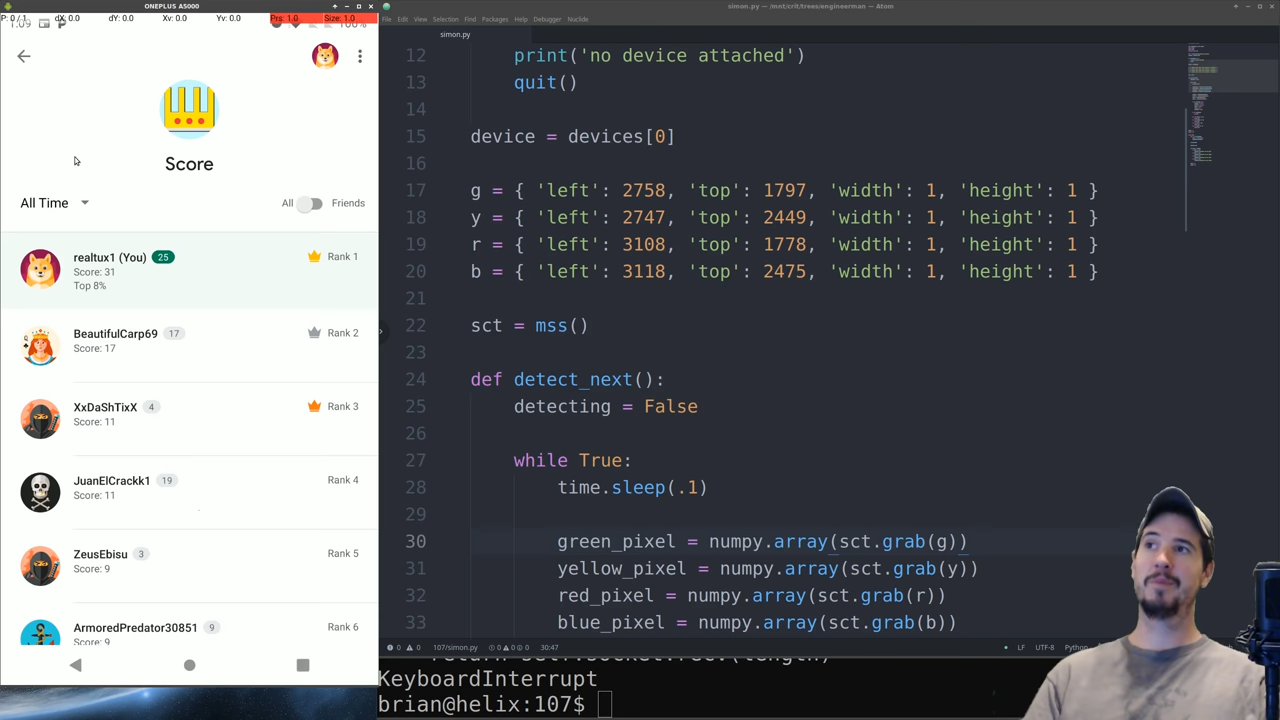 ONEPLUS A5000
P: 0 / 1 dX: 0.0 dY: 0.0 Xv: 0.0 Yv: 0.0 Prs: 1.0 Size: 1.0
1:09 100%
Score
All Time All Friends
realtux1 (You) 25 Rank 1
Score: 31
Top 8%
BeautifulCarp69 17 Rank 2
Score: 17
XxDaShTixX 4 Rank 3
Score: 11
JuanElCrackk1 19 Rank 4
Score: 11
ZeusEbisu 3 Rank 5
Score: 9
ArmoredPredator30851 9 Rank 6
Score: 9
simon.py — /mnt/crit/trees/engineerman — Atom
File Edit View Selection Find Packages Help Debugger Nuclide
simon.py
12 print('no device attached')
13 quit()
14
15 device = devices[0]
16
17 g = { 'left': 2758, 'top': 1797, 'width': 1, 'height': 1 }
18 y = { 'left': 2747, 'top': 2449, 'width': 1, 'height': 1 }
19 r = { 'left': 3108, 'top': 1778, 'width': 1, 'height': 1 }
20 b = { 'left': 3118, 'top': 2475, 'width': 1, 'height': 1 }
21
22 sct = mss()
23
24 def detect_next():
25 detecting = False
26
27 while True:
28 time.sleep(.1)
29
30 green_pixel = numpy.array(sct.grab(g))
31 yellow_pixel = numpy.array(sct.grab(y))
32 red_pixel = numpy.array(sct.grab(r))
33 blue_pixel = numpy.array(sct.grab(b))
0 0 107/simon.py 0 0 0 30:47 LF UTF-8 Python
KeyboardInterrupt
brian@helix:107$